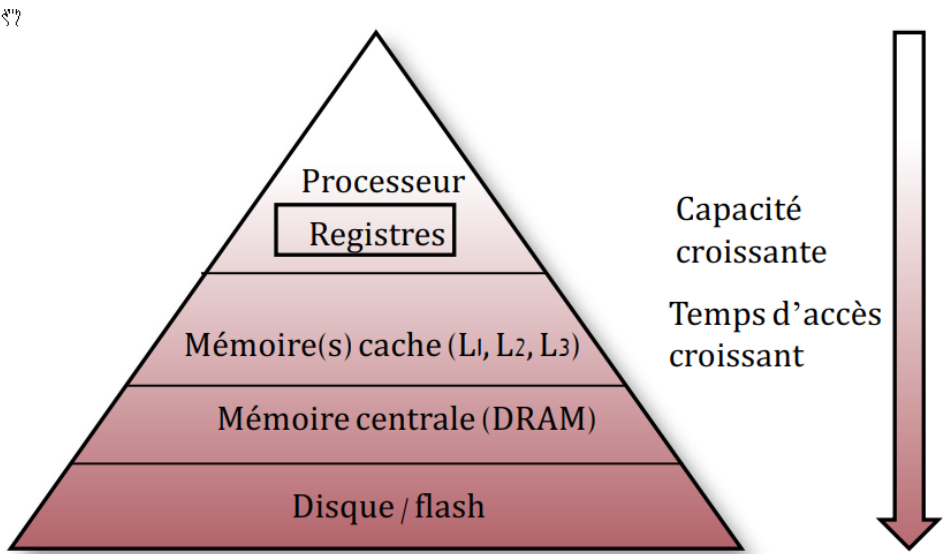 Processeur
Registres
Mémoire(s) cache (L1, L2, L3)
Mémoire centrale (DRAM)
Disque / flash
Capacité
croissante
Temps d’accès
croissant